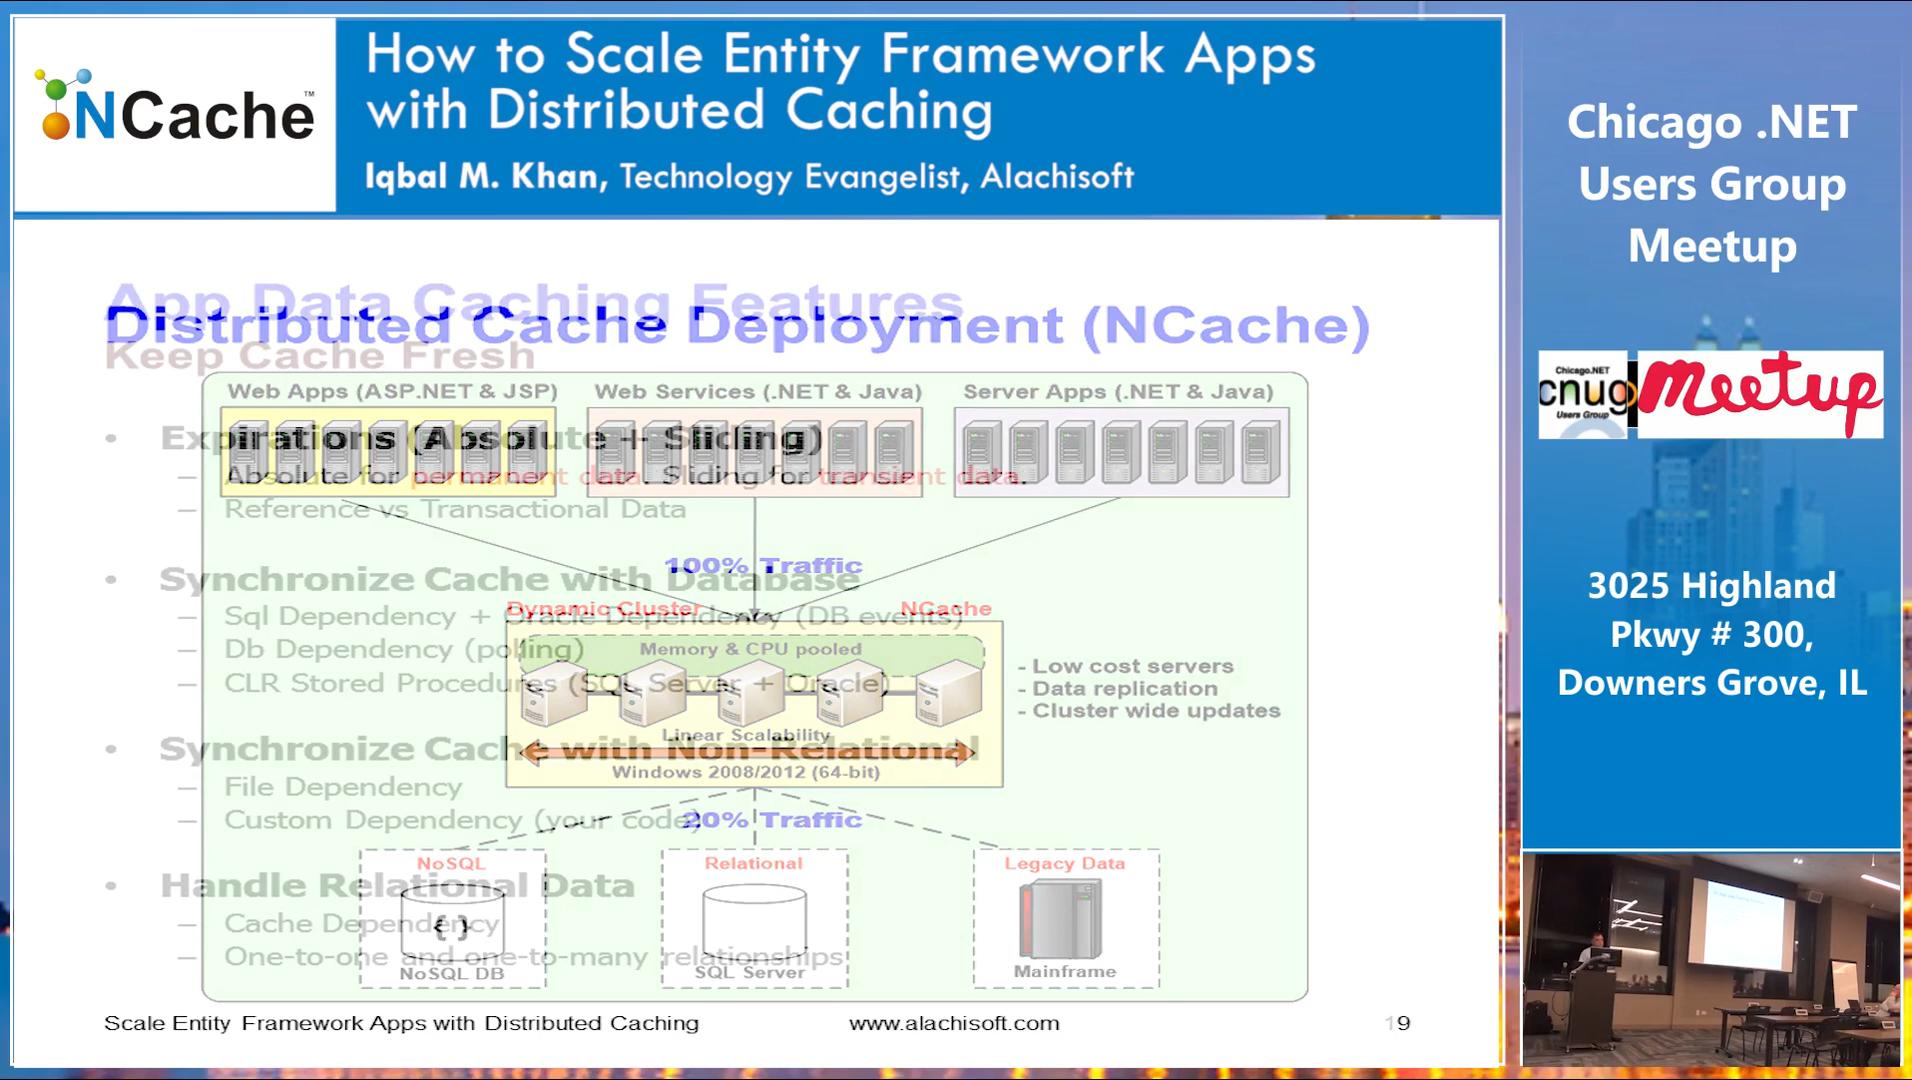 NCache™
How to Scale Entity Framework Apps
with Distributed Caching
Iqbal M. Khan, Technology Evangelist, Alachisoft
App Data Caching Features
Keep Cache Fresh
• Expirations (Absolute + Sliding)
– Absolute for permanent data. Sliding for transient data.
– Reference vs Transactional Data
• Synchronize Cache with Database
– Sql Dependency + Oracle Dependency (DB events)
– Db Dependency (polling)
– CLR Stored Procedures (SQL Server + Oracle)
• Synchronize Cache with Non-Relational
– File Dependency
– Custom Dependency (your code)
• Handle Relational Data
– Cache Dependency
– One-to-one and one-to-many relationships
Distributed Cache Deployment (NCache)
Web Apps (ASP.NET & JSP)
Web Services (.NET & Java)
Server Apps (.NET & Java)
100% Traffic
Dynamic Cluster
NCache
Memory & CPU pooled
- Low cost servers
- Data replication
- Cluster wide updates
Linear Scalability
Windows 2008/2012 (64-bit)
20% Traffic
NoSQL
{ }
NoSQL DB
Relational
SQL Server
Legacy Data
Mainframe
Scale Entity Framework Apps with Distributed Caching
www.alachisoft.com
19
Chicago .NET
Users Group
Meetup
Chicago.NET
cnug
Users Group
Meetup
3025 Highland
Pkwy # 300,
Downers Grove, IL